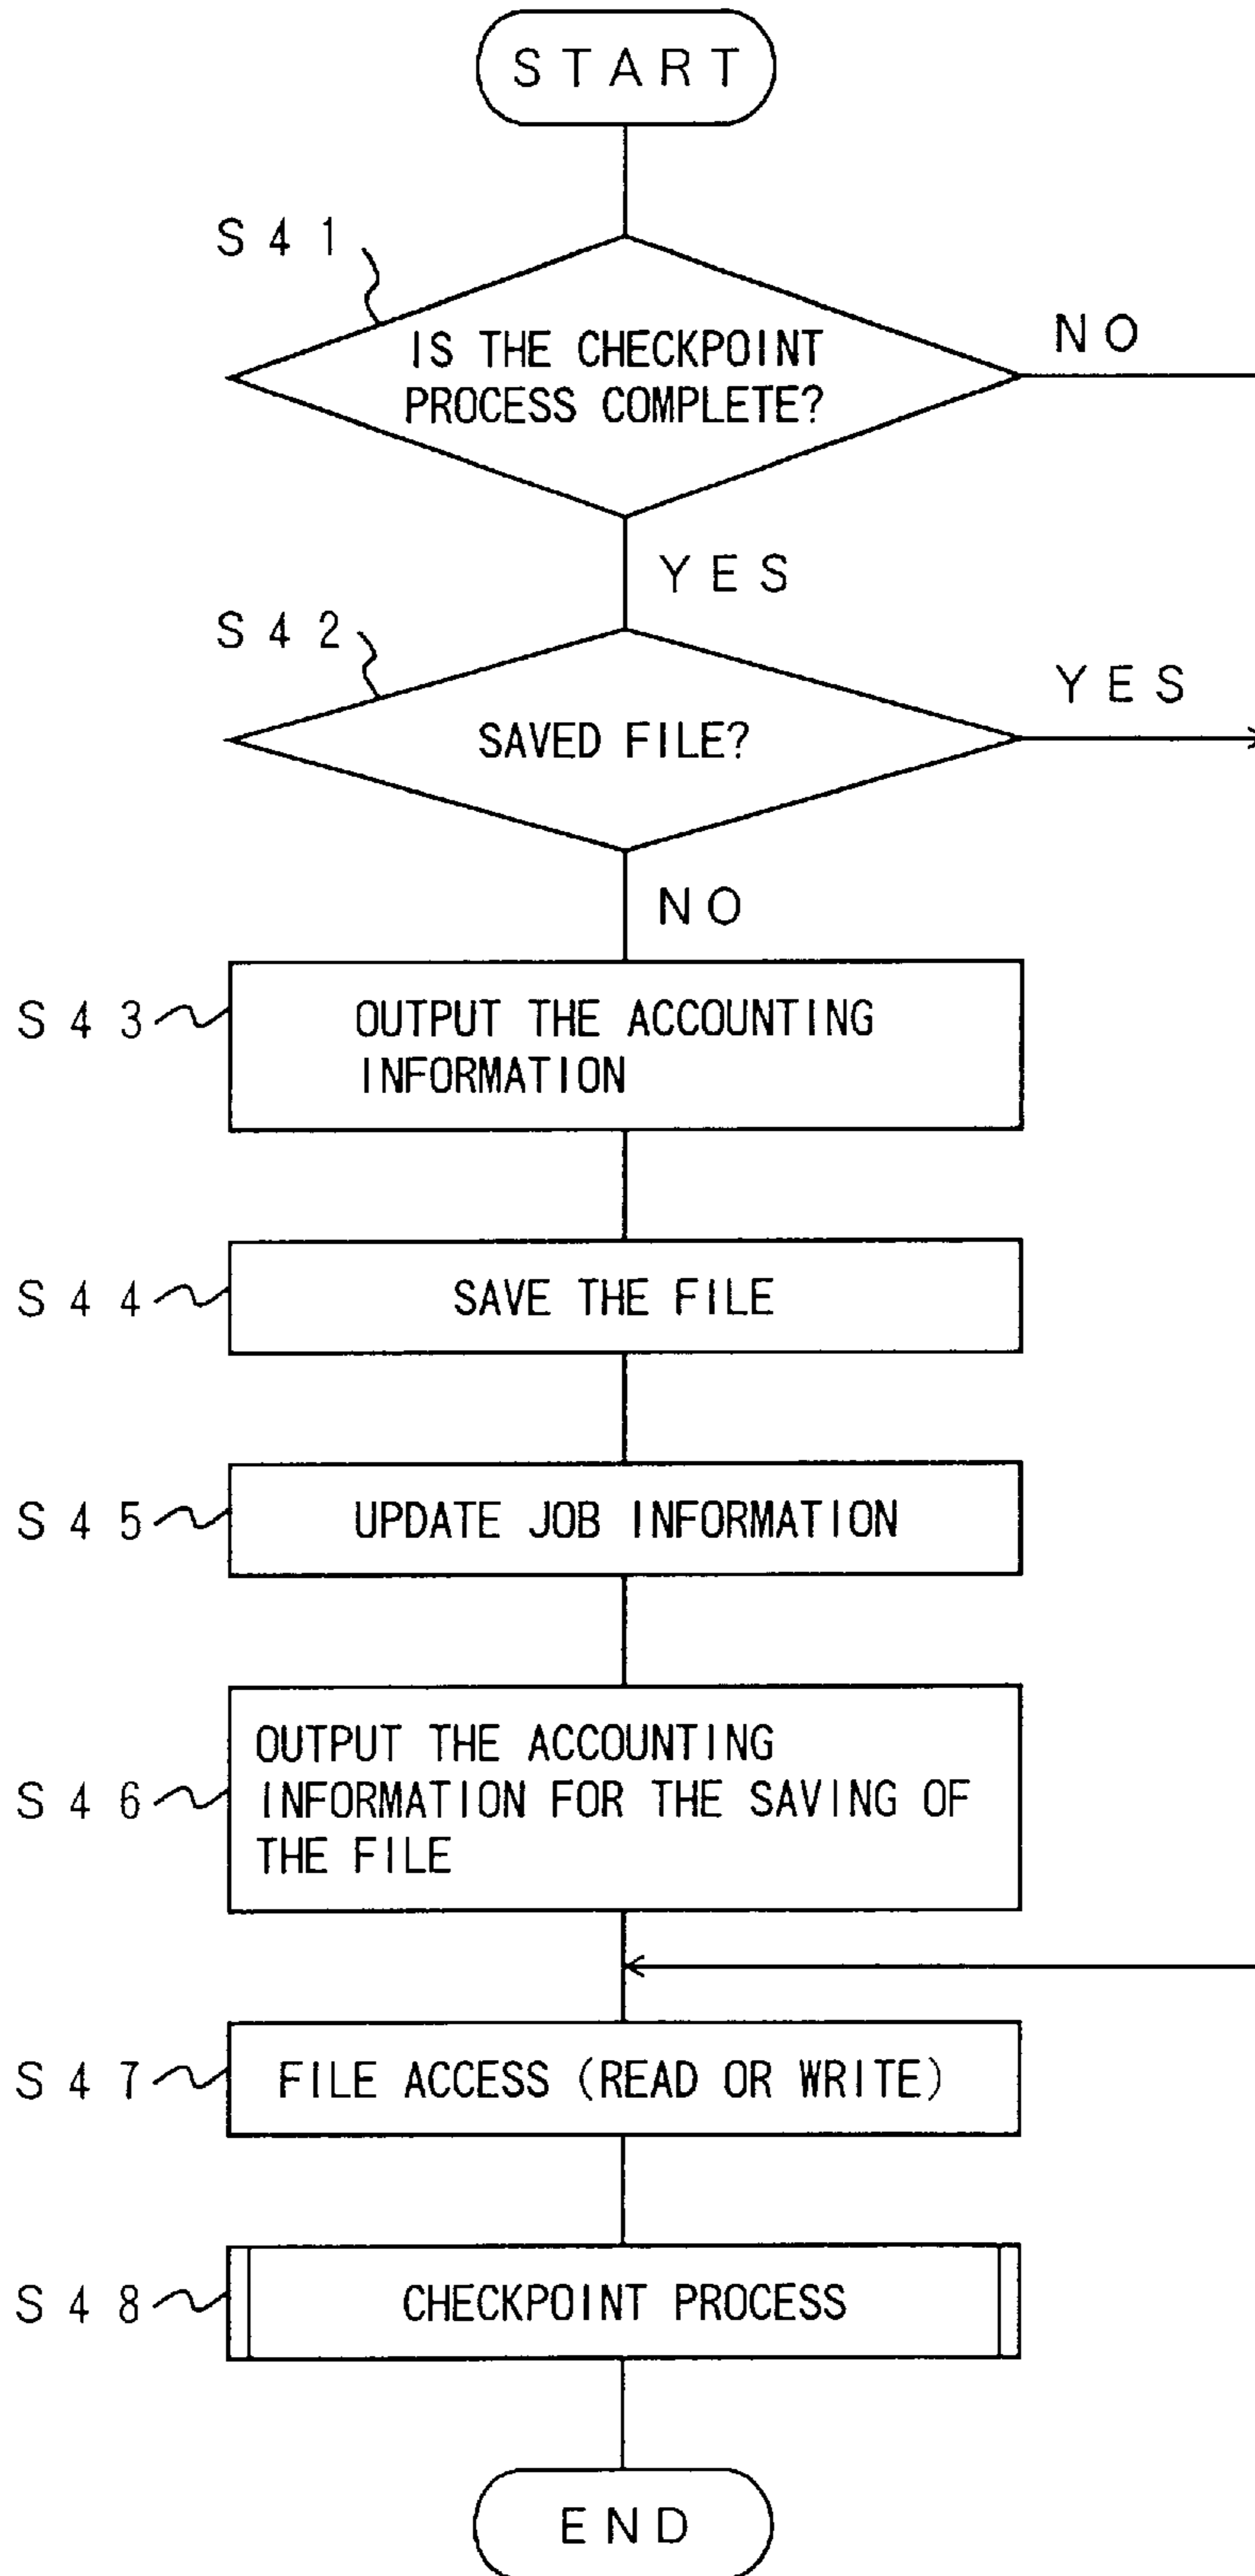 START
S41
IS THE CHECKPOINT
PROCESS COMPLETE?
NO
YES
S42
SAVED FILE?
YES
NO
S43
OUTPUT THE ACCOUNTING
INFORMATION
S44
SAVE THE FILE
S45
UPDATE JOB INFORMATION
S46
OUTPUT THE ACCOUNTING
INFORMATION FOR THE SAVING OF
THE FILE
S47
FILE ACCESS (READ OR WRITE)
S48
CHECKPOINT PROCESS
END